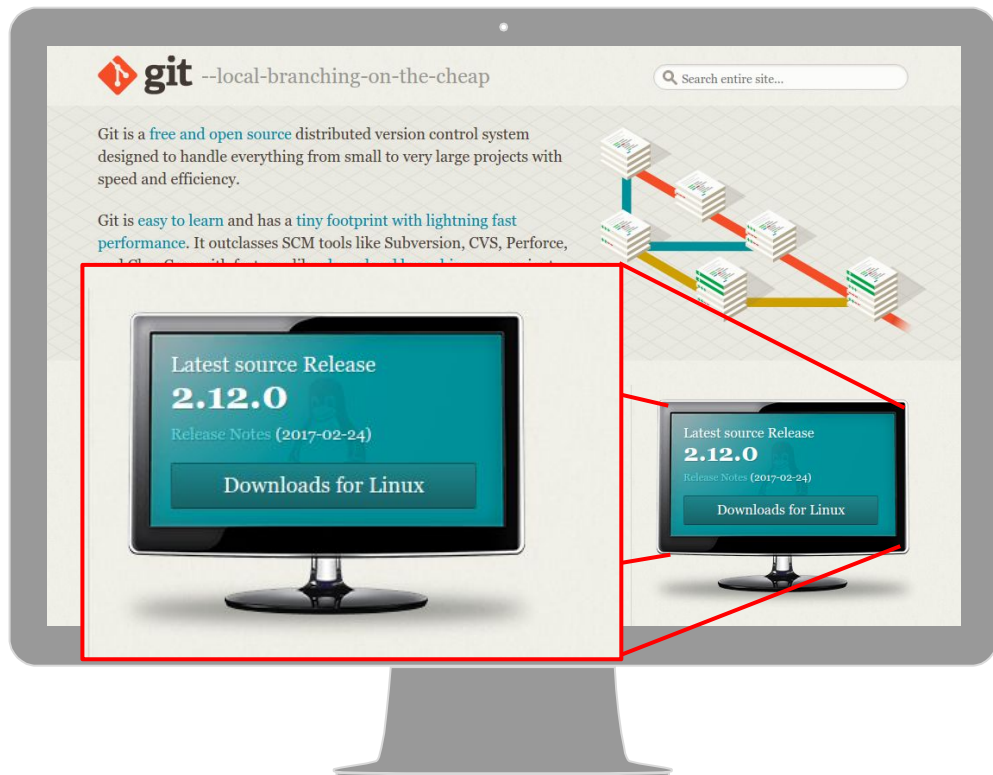 git --local-branching-on-the-cheap
Search entire site...
Git is a free and open source distributed version control system
designed to handle everything from small to very large projects with
speed and efficiency.
Git is easy to learn and has a tiny footprint with lightning fast
performance. It outclasses SCM tools like Subversion, CVS, Perforce,
Latest source Release
2.12.0
Release Notes (2017-02-24)
Downloads for Linux
Latest source Release
2.12.0
Release Notes (2017-02-24)
Downloads for Linux